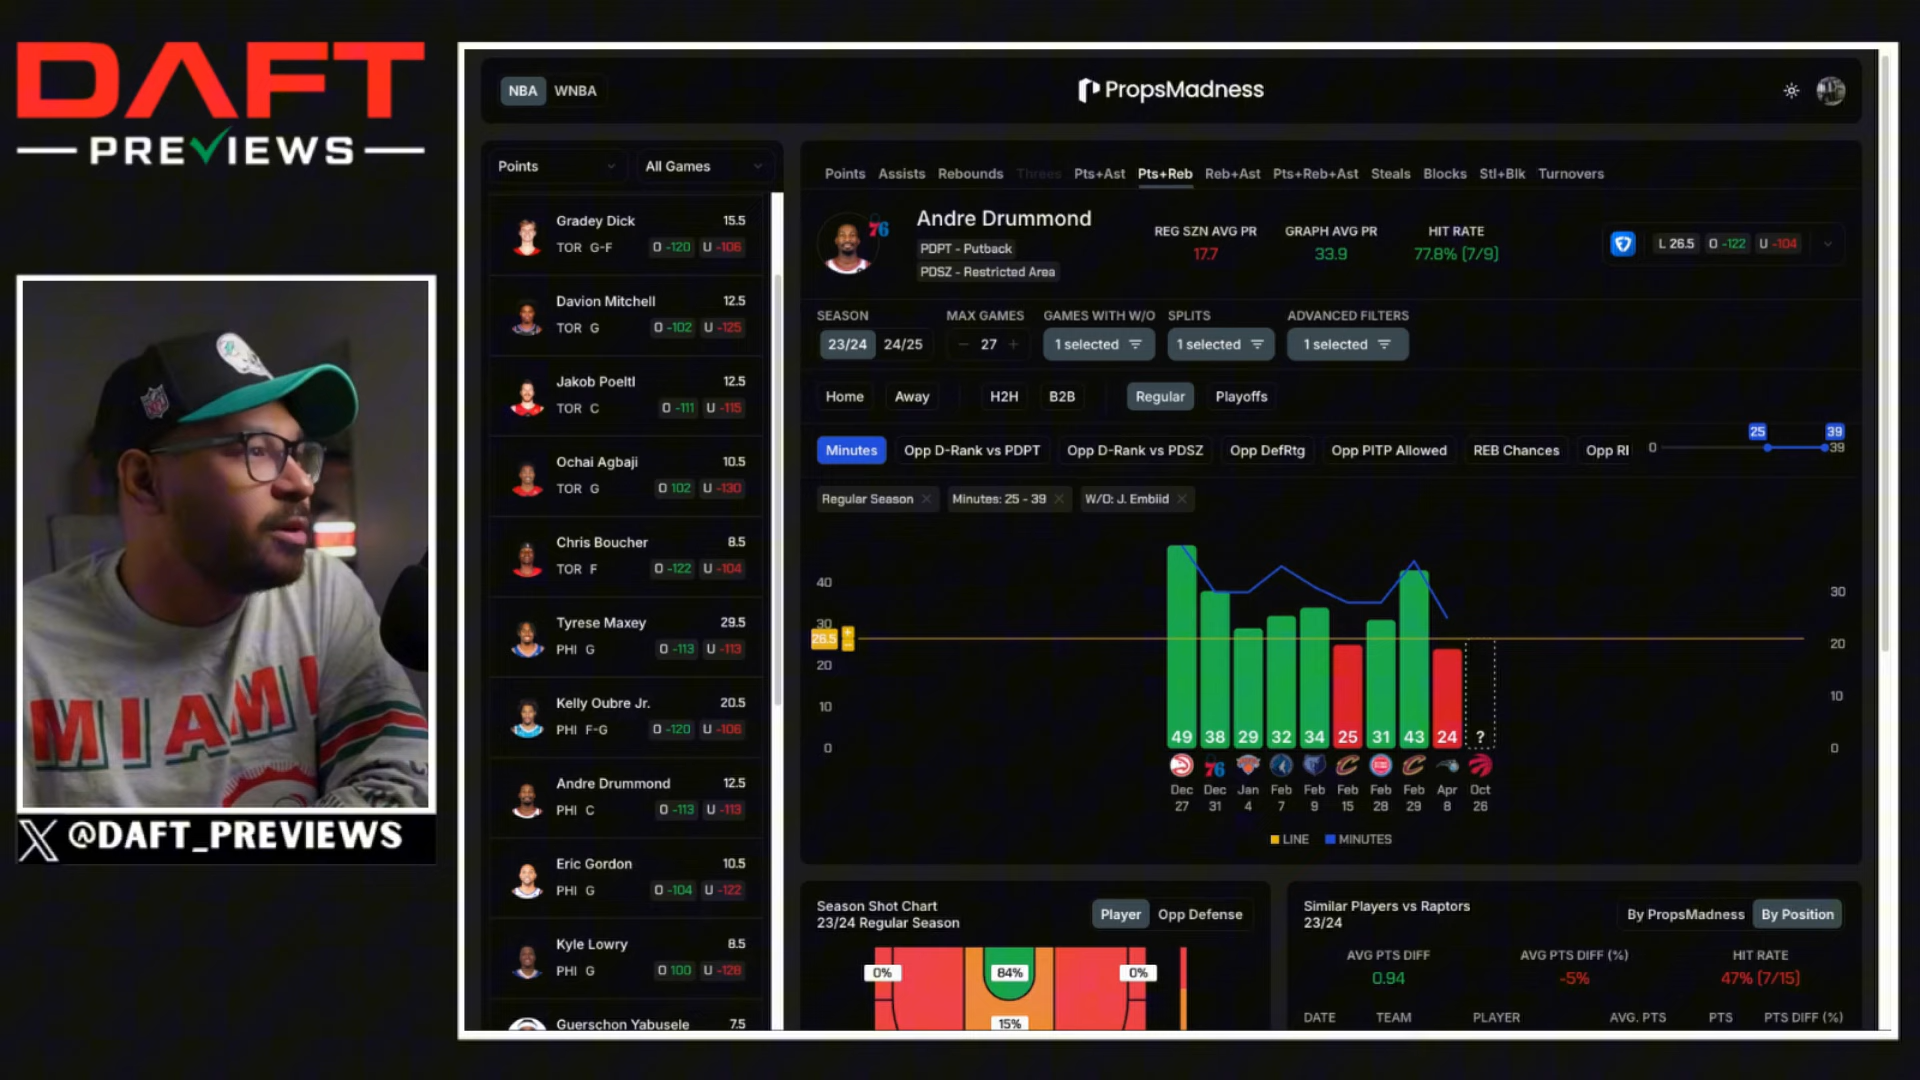 DAFT
PREVIEWS
MIAMI
@DAFT_PREVIEWS
NBA WNBA
PropsMadness
Points All Games
Gradey Dick 15.5
TOR G-F O -120 U -106
Davion Mitchell 12.5
TOR G O -102 U -125
Jakob Poeltl 12.5
TOR C O -111 U -115
Ochai Agbaji 10.5
TOR G O 102 U -130
Chris Boucher 8.5
TOR F O -122 U -104
Tyrese Maxey 29.5
PHI G O -113 U -113
Kelly Oubre Jr. 20.5
PHI F-G O -120 U -106
Andre Drummond 12.5
PHI C O -113 U -113
Eric Gordon 10.5
PHI G O -104 U -122
Kyle Lowry 8.5
PHI G O 100 U -128
Guerschon Yabusele 7.5
Points Assists Rebounds Threes Pts+Ast Pts+Reb Reb+Ast Pts+Reb+Ast Steals Blocks Stl+Blk Turnovers
Andre Drummond
PDPT - Putback
PDSZ - Restricted Area
REG SZN AVG PR GRAPH AVG PR HIT RATE
17.7 33.9 77.8% (7/9)
L 26.5 O -122 U -104
SEASON MAX GAMES GAMES WITH W/O SPLITS ADVANCED FILTERS
23/24 24/25 − 27 + 1 selected 1 selected 1 selected
Home Away H2H B2B Regular Playoffs
25 39
Minutes Opp D-Rank vs PDPT Opp D-Rank vs PDSZ Opp DefRtg Opp PITP Allowed REB Chances Opp RI 0 39
Regular Season × Minutes: 25 - 39 × W/O: J. Embiid ×
40 30 20 10 0
26.5 + −
30 20 10 0
49 38 29 32 34 25 31 43 24 ?
Dec Dec Jan Feb Feb Feb Feb Feb Apr Oct
27 31 4 7 9 15 28 29 8 26
LINE MINUTES
Season Shot Chart
23/24 Regular Season
Player Opp Defense
0% 84% 0%
15%
Similar Players vs Raptors
23/24
By PropsMadness By Position
AVG PTS DIFF AVG PTS DIFF (%) HIT RATE
0.94 -5% 47% (7/15)
DATE TEAM PLAYER AVG. PTS PTS PTS DIFF (%)